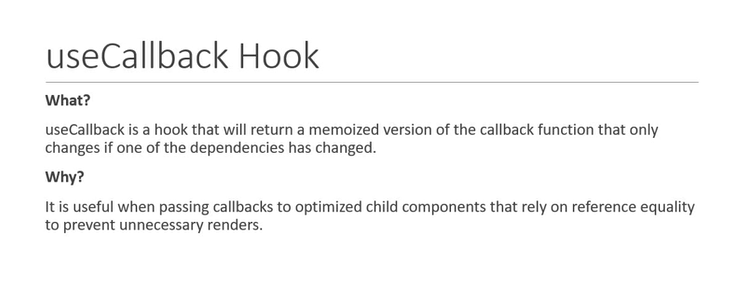 useCallback Hook
What?
useCallback is a hook that will return a memoized version of the callback function that only
changes if one of the dependencies has changed.
Why?
It is useful when passing callbacks to optimized child components that rely on reference equality
to prevent unnecessary renders.